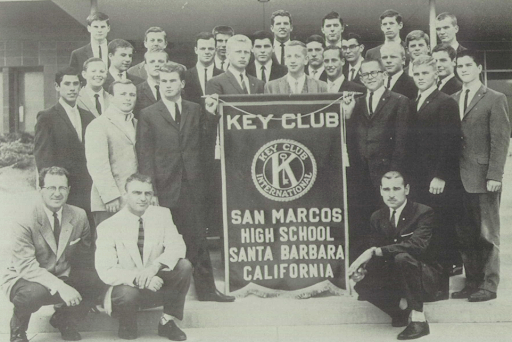 KEY CLUB
KEY CLUB
K
INTERNATIONAL
SAN MARCOS
HIGH SCHOOL
SANTA BARBARA
CALIFORNIA